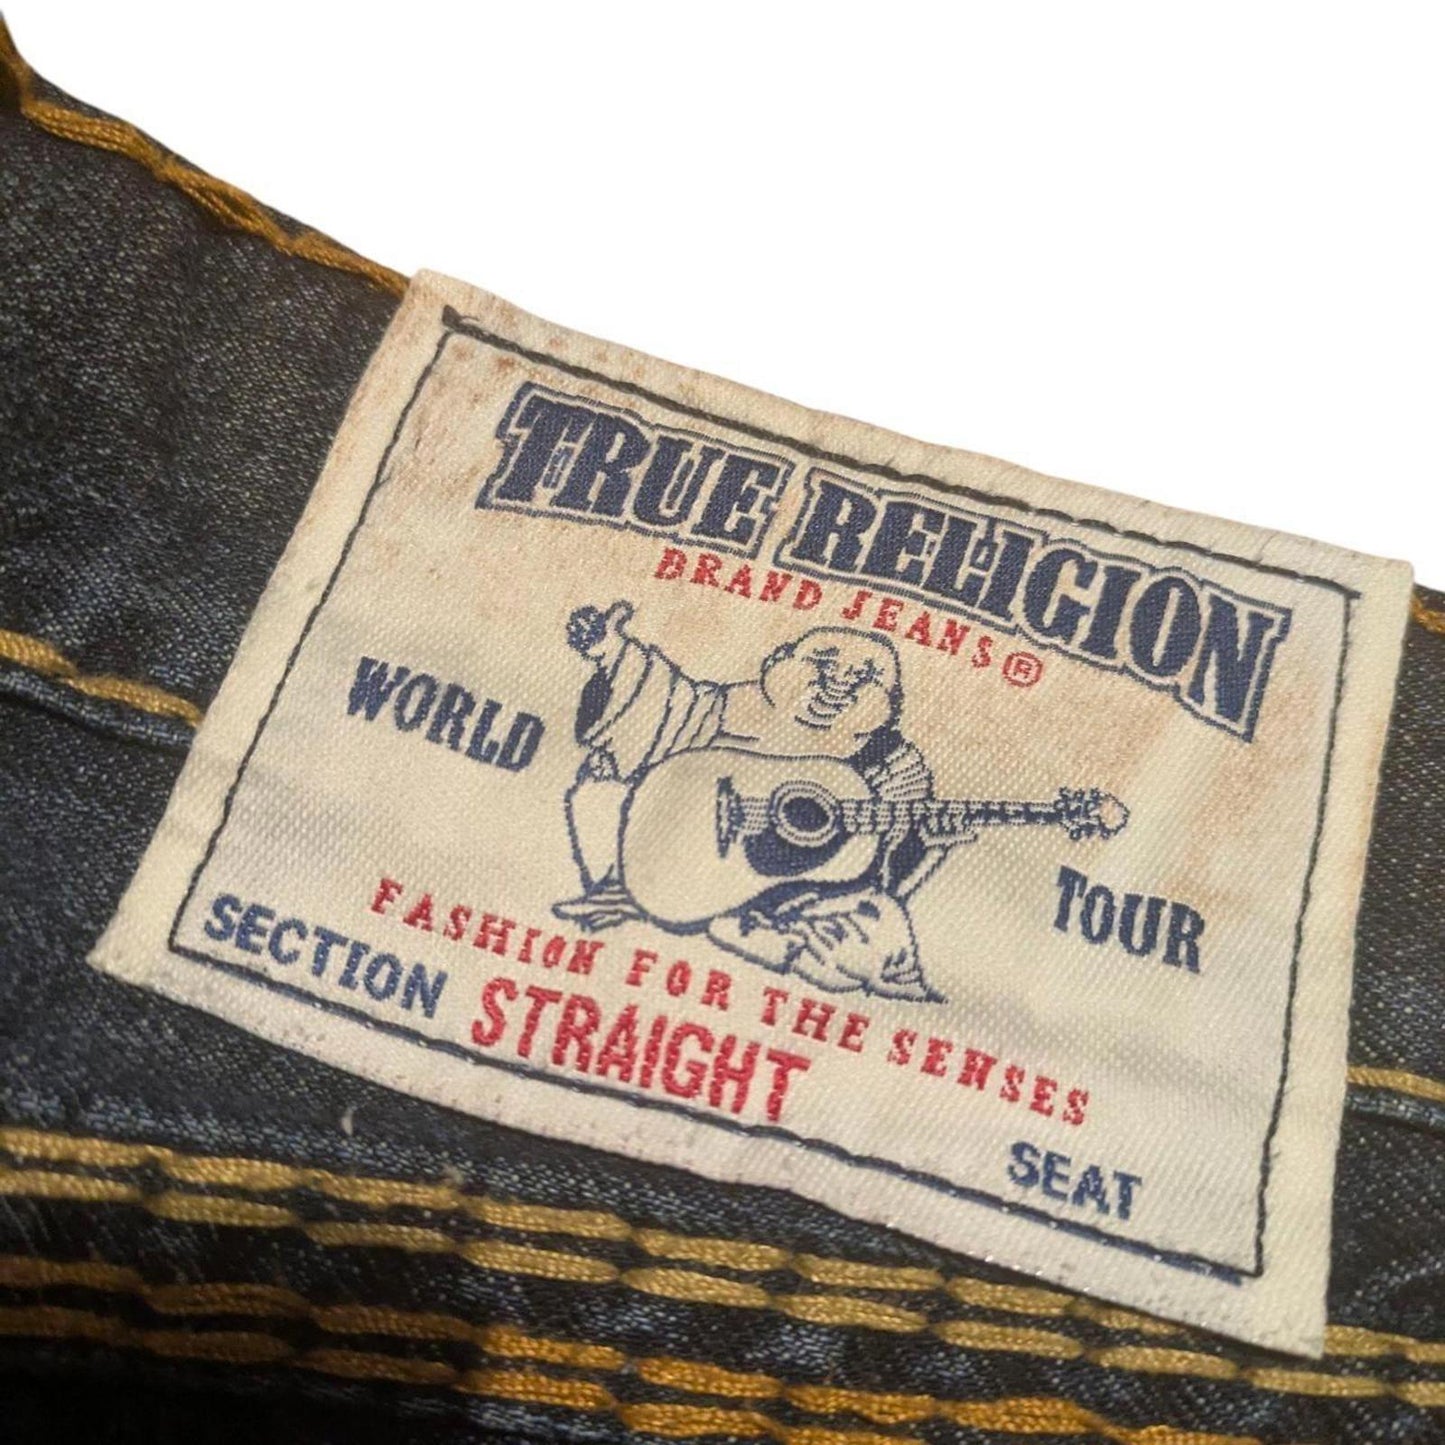 TRUE RELIGION
BRAND JEANS®
WORLD TOUR
FASHION FOR THE SENSES
SECTION STRAIGHT SEAT